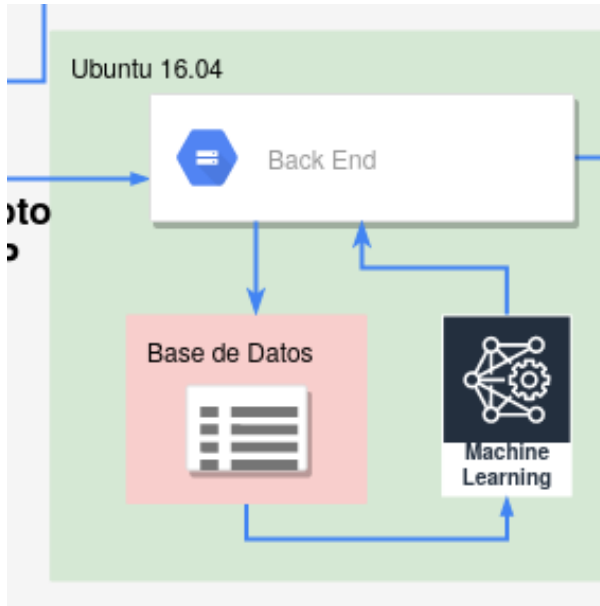 Ubuntu 16.04
Back End
Base de Datos
Machine
Learning